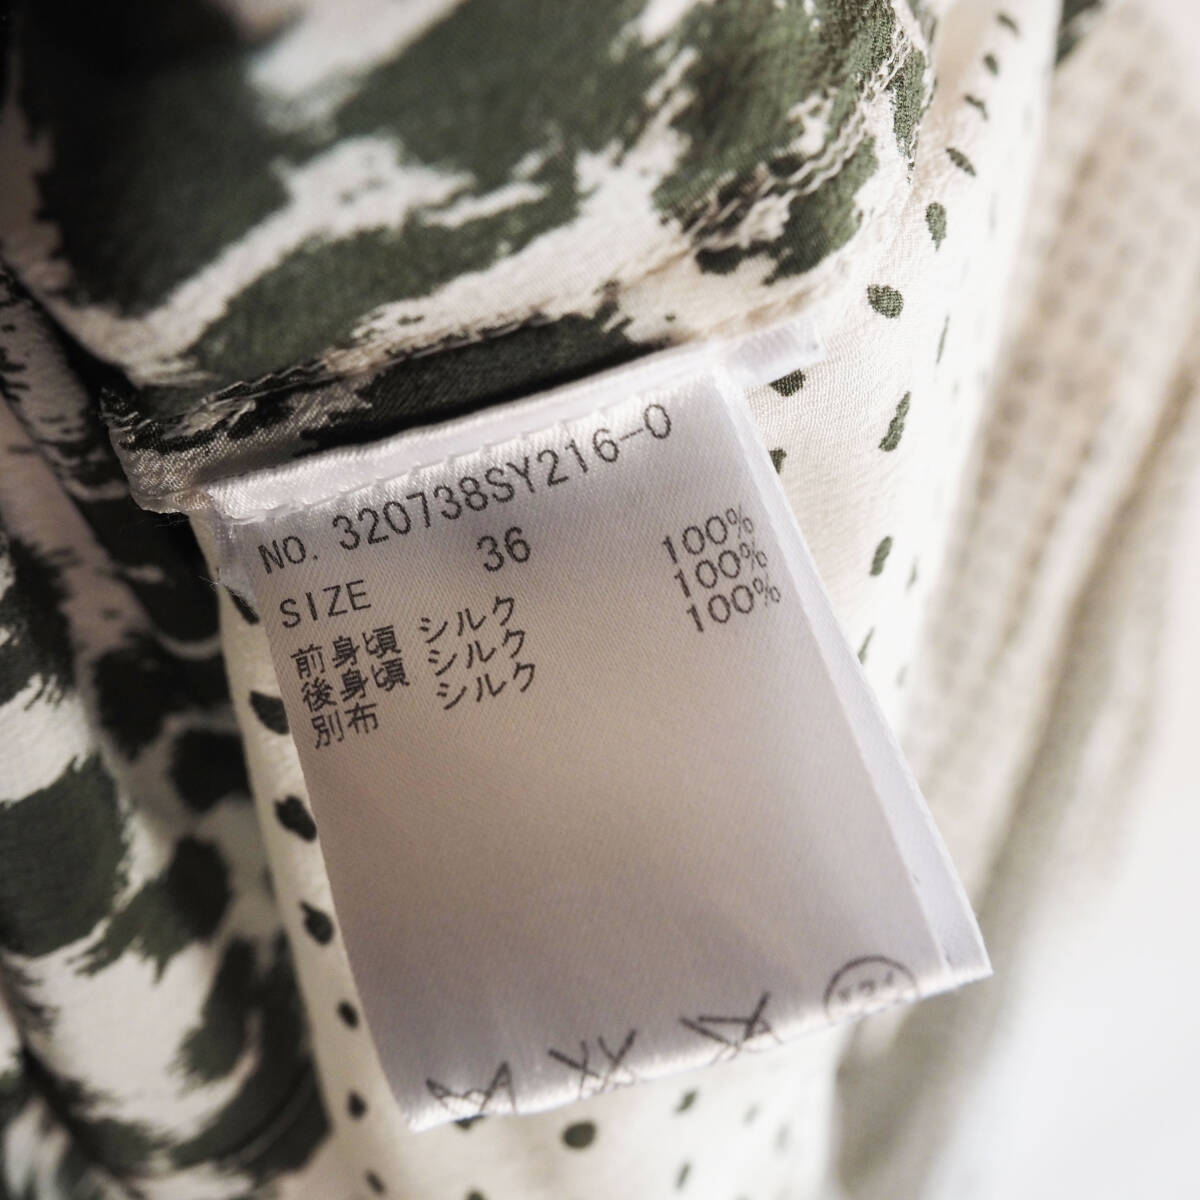 NO. 320738SY216-0
SIZE 36
前身頃 シルク 100%
後身頃 シルク 100%
別布 シルク 100%